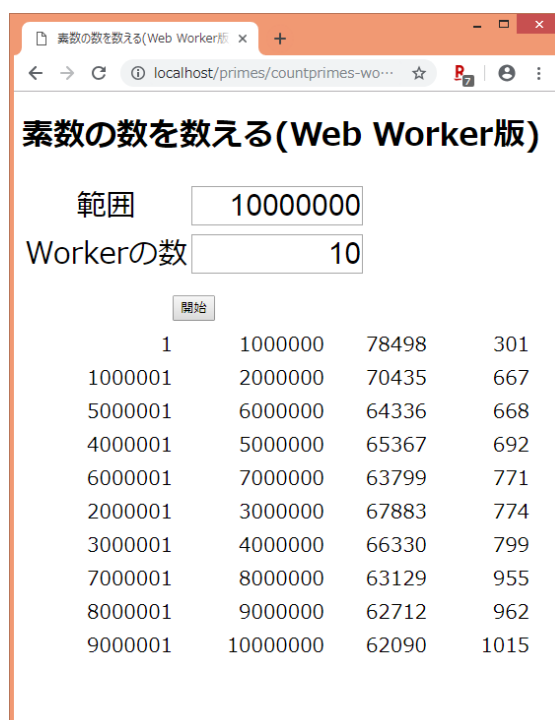 素数の数を数える(Web Worker版
localhost/primes/countprimes-wo…
7
素数の数を数える(Web Worker版)
範囲 10000000
Workerの数 10
開始
1 1000000 78498 301
1000001 2000000 70435 667
5000001 6000000 64336 668
4000001 5000000 65367 692
6000001 7000000 63799 771
2000001 3000000 67883 774
3000001 4000000 66330 799
7000001 8000000 63129 955
8000001 9000000 62712 962
9000001 10000000 62090 1015